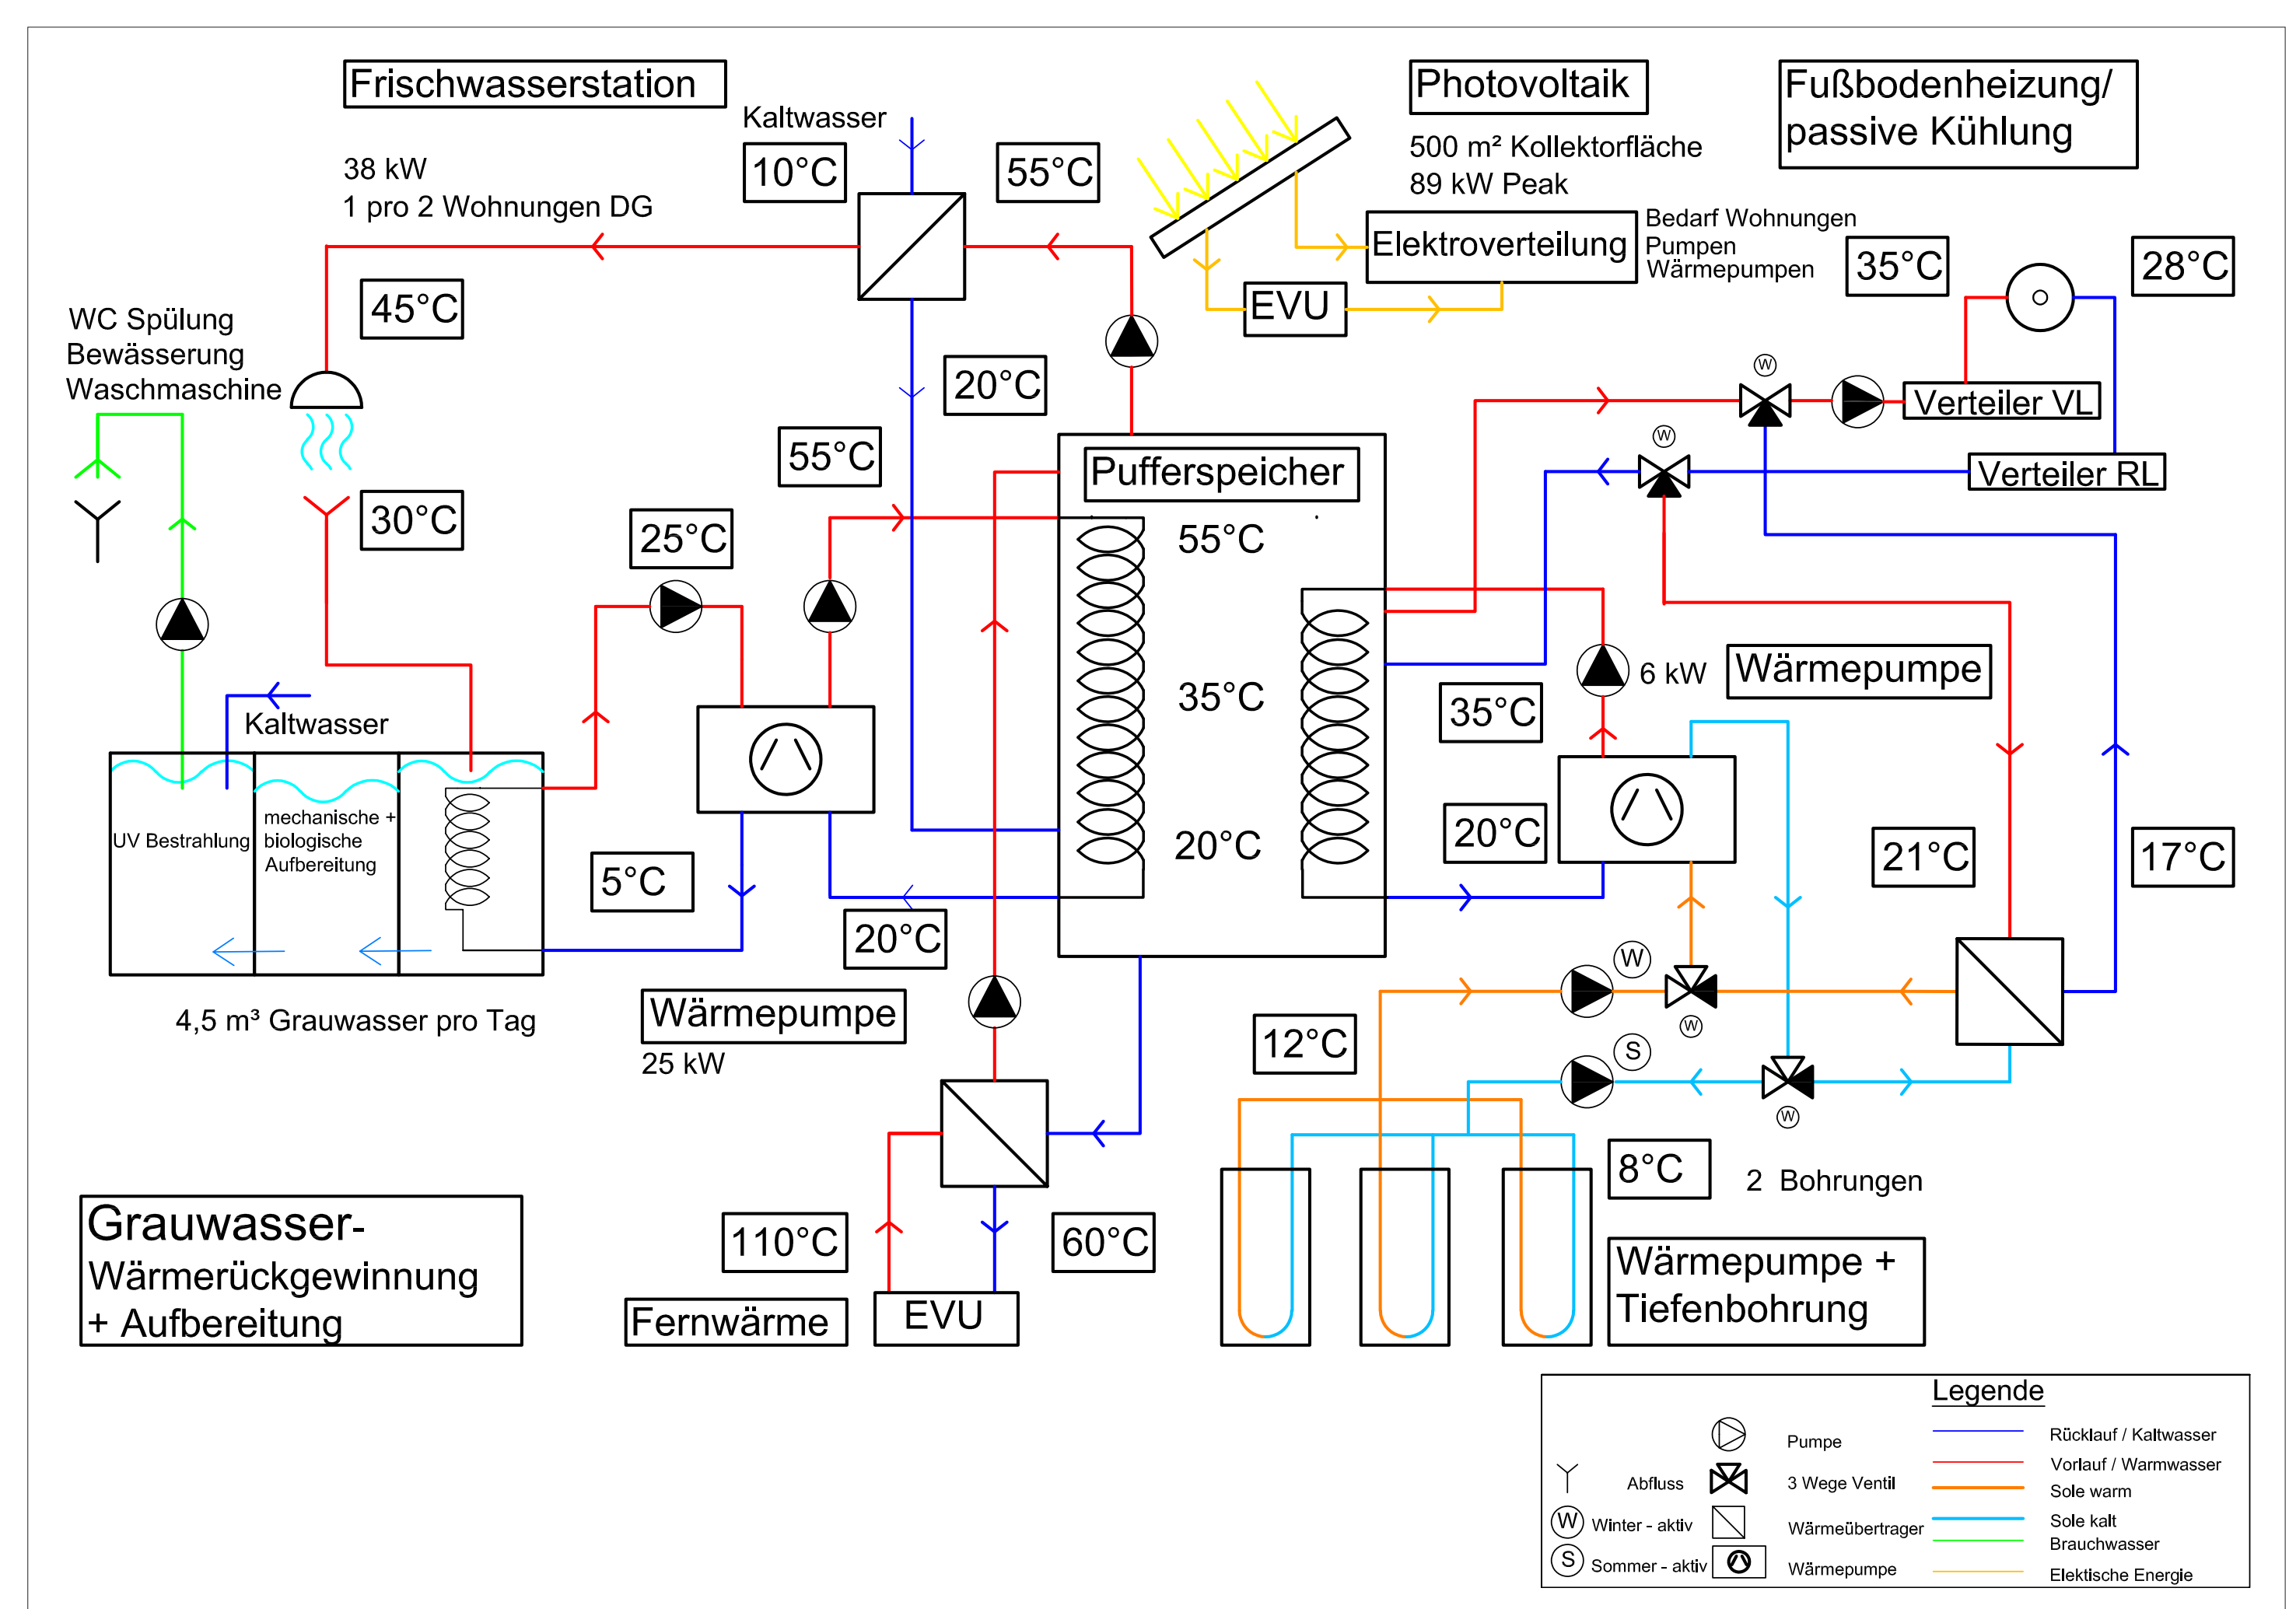 Frischwasserstation
38 kW
1 pro 2 Wohnungen DG
Kaltwasser
10°C
55°C
Photovoltaik
500 m² Kollektorfläche
89 kW Peak
Elektroverteilung
Bedarf Wohnungen
Pumpen
Wärmepumpen
EVU
Fußbodenheizung/
passive Kühlung
35°C
28°C
W
Verteiler VL
W
Verteiler RL
45°C
WC Spülung
Bewässerung
Waschmaschine
30°C
20°C
55°C
25°C
Pufferspeicher
55°C
35°C
20°C
Kaltwasser
UV Bestrahlung
mechanische +
biologische
Aufbereitung
4,5 m³ Grauwasser pro Tag
5°C
20°C
Wärmepumpe
25 kW
35°C
6 kW
Wärmepumpe
20°C
21°C
17°C
W
W
12°C
S
W
8°C
2 Bohrungen
Grauwasser-
Wärmerückgewinnung
+ Aufbereitung
110°C
60°C
Fernwärme
EVU
Wärmepumpe +
Tiefenbohrung
Legende
Pumpe
Abfluss
3 Wege Ventil
W
Winter - aktiv
Wärmeübertrager
S
Sommer - aktiv
Wärmepumpe
Rücklauf / Kaltwasser
Vorlauf / Warmwasser
Sole warm
Sole kalt
Brauchwasser
Elektische Energie